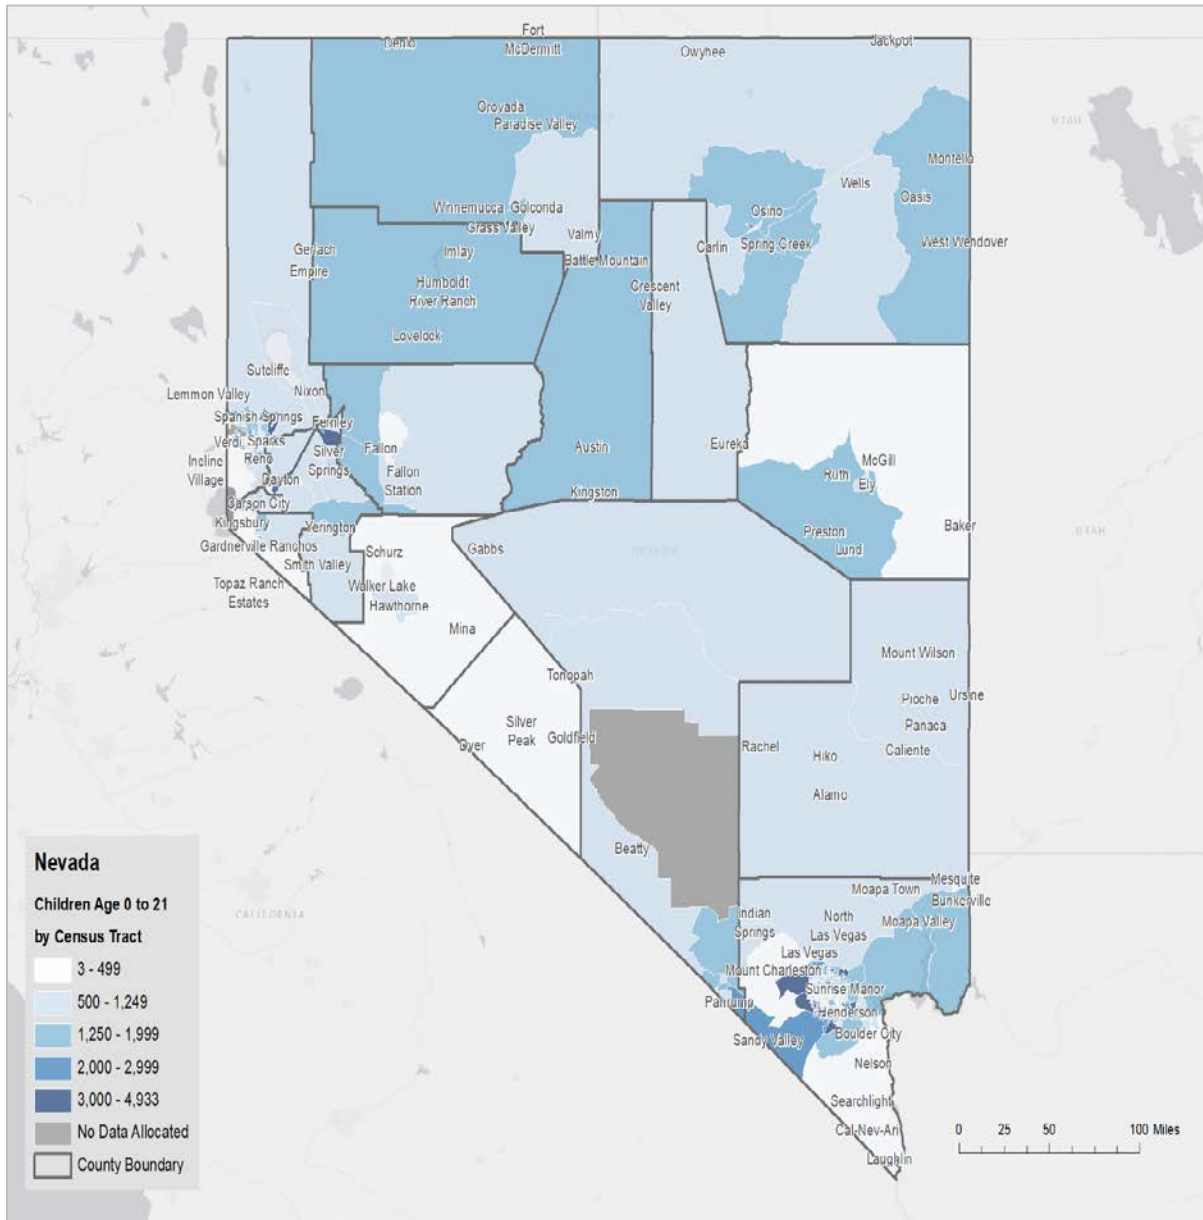 Fort
McDermitt
Denio
Owyhee
Jackpot
Orovada
Paradise Valley
UTAH
Montello
Wells
Oasis
Osino
Winnemucca
Golconda
Grass Valley
Valmy
Carlin
Spring Creek
West Wendover
Gerlach
Empire
Imlay
Battle Mountain
Humboldt
River Ranch
Crescent
Valley
Lovelock
Sutcliffe
Nixon
Lemmon Valley
Spanish Springs
Fernley
Verdi
Sparks
Reno
Silver
Springs
Fallon
Austin
Eureka
McGill
Ruth
Ely
Incline
Village
Dayton
Fallon
Station
Kingston
Carson City
Kingsbury
Yerington
Preston
Lund
Baker
UTAH
Gardnerville Ranchos
Smith Valley
Schurz
Gabbs
NEVADA
Topaz Ranch
Estates
Walker Lake
Hawthorne
Mina
Mount Wilson
Tonopah
Pioche
Ursine
Panaca
Silver
Peak
Dyer
Goldfield
Rachel
Hiko
Caliente
Alamo
Beatty
Moapa Town
Mesquite
Bunkerville
CALIFORNIA
Indian
Springs
North
Las Vegas
Moapa Valley
Las Vegas
Mount Charleston
Sunrise Manor
Pahrump
Henderson
Sandy Valley
Boulder City
Nelson
Searchlight
Cal-Nev-Ari
Laughlin
Nevada
Children Age 0 to 21
by Census Tract
3 - 499
500 - 1,249
1,250 - 1,999
2,000 - 2,999
3,000 - 4,933
No Data Allocated
County Boundary
0 25 50 100 Miles